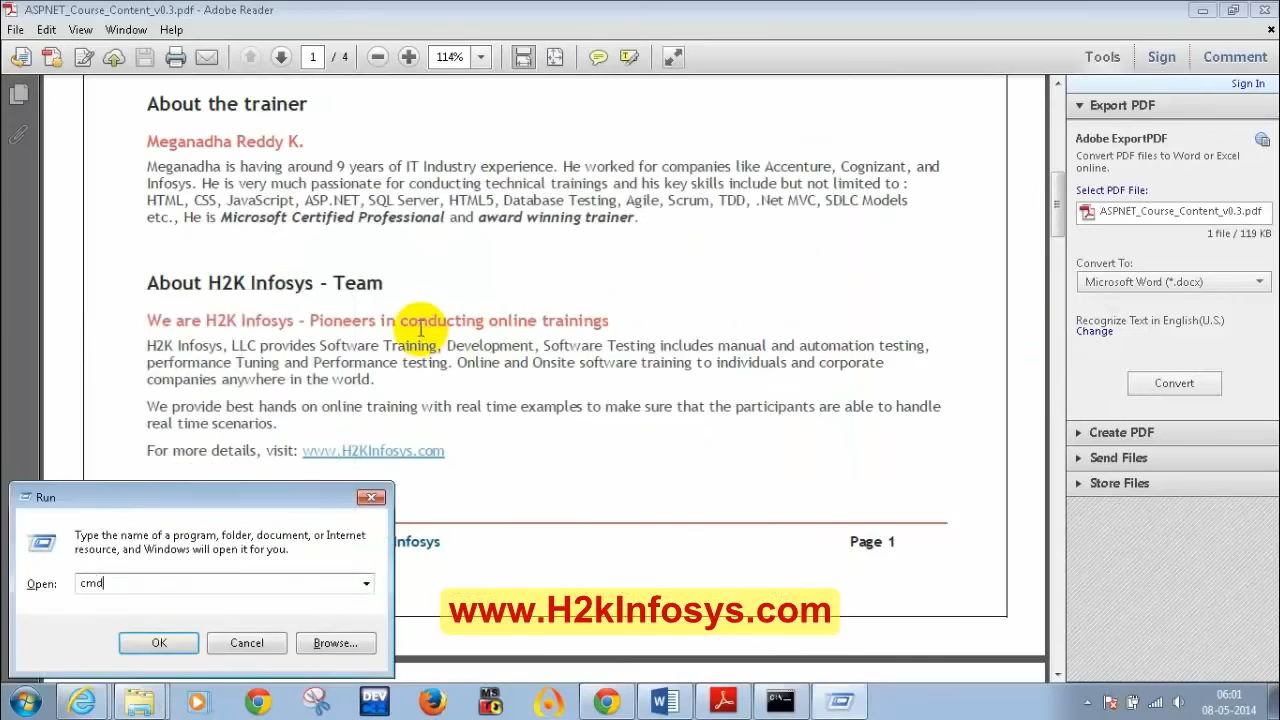 ASPNET_Course_Content_v0.3.pdf - Adobe Reader
File Edit View Window Help
1 / 4 114% Tools Sign Comment
Sign In
Export PDF
Adobe ExportPDF
Convert PDF files to Word or Excel
online.
Select PDF File:
ASPNET_Course_Content_v0.3.pdf
1 file / 119 KB
Convert To:
Microsoft Word (*.docx)
Recognize Text in English(U.S.)
Change
Convert
Create PDF
Send Files
Store Files
About the trainer
Meganadha Reddy K.
Meganadha is having around 9 years of IT Industry experience. He worked for companies like Accenture, Cognizant, and
Infosys. He is very much passionate for conducting technical trainings and his key skills include but not limited to :
HTML, CSS, JavaScript, ASP.NET, SQL Server, HTML5, Database Testing, Agile, Scrum, TDD, .Net MVC, SDLC Models
etc., He is Microsoft Certified Professional and award winning trainer.
About H2K Infosys - Team
We are H2K Infosys - Pioneers in conducting online trainings
H2K Infosys, LLC provides Software Training, Development, Software Testing includes manual and automation testing,
performance Tuning and Performance testing. Online and Onsite software training to individuals and corporate
companies anywhere in the world.
We provide best hands on online training with real time examples to make sure that the participants are able to handle
real time scenarios.
For more details, visit: www.H2KInfosys.com
Infosys Page 1
Run
Type the name of a program, folder, document, or Internet
resource, and Windows will open it for you.
Open: cmd
OK Cancel Browse...
www.H2kInfosys.com
DEV
MS
C:\
06:01
08-05-2014